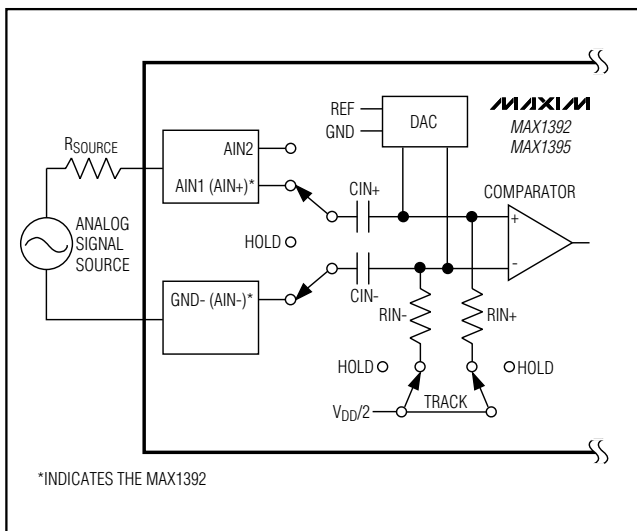 REF
GND
DAC
MAXIM
MAX1392
MAX1395
RSOURCE
AIN2
AIN1 (AIN+)*
CIN+
COMPARATOR
+
-
ANALOG
SIGNAL
SOURCE
HOLD
GND- (AIN-)*
CIN-
RIN-
RIN+
HOLD
HOLD
TRACK
VDD/2
*INDICATES THE MAX1392